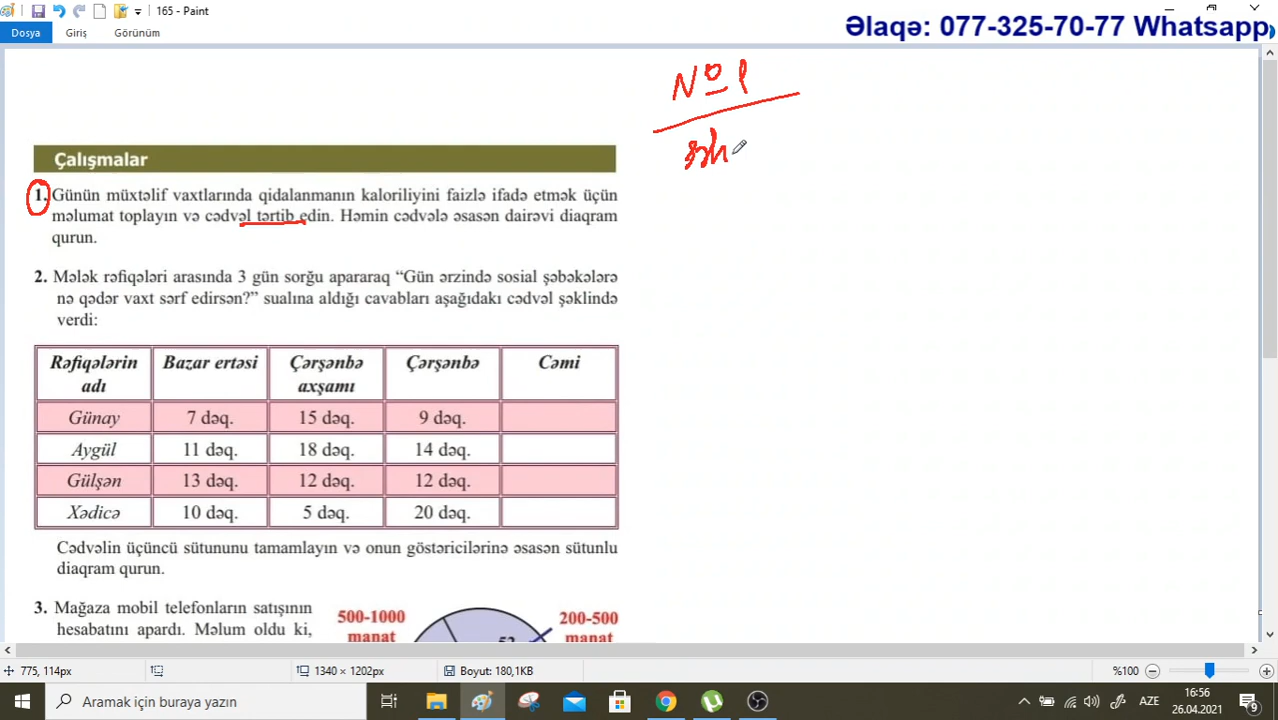 165 - Paint
Əlaqə: 077-325-70-77 Whatsapp
Dosya Giriş Görünüm
№ 1
Çalışmalar
1. Günün müxtəlif vaxtlarında qidalanmanın kaloriliyini faizlə ifadə etmək üçün
məlumat toplayın və cədvəl tərtib edin. Həmin cədvələ əsasən dairəvi diaqram
qurun.
2. Mələk rəfiqələri arasında 3 gün sorğu apararaq “Gün ərzində sosial şəbəkələrə
nə qədər vaxt sərf edirsən?” sualına aldığı cavabları aşağıdakı cədvəl şəklində
verdi:
Rəfiqələrin adı Bazar ertəsi Çərşənbə axşamı Çərşənbə Cəmi
Günay 7 dəq. 15 dəq. 9 dəq.
Aygül 11 dəq. 18 dəq. 14 dəq.
Gülşən 13 dəq. 12 dəq. 12 dəq.
Xədicə 10 dəq. 5 dəq. 20 dəq.
Cədvəlin üçüncü sütununu tamamlayın və onun göstəricilərinə əsasən sütunlu
diaqram qurun.
3. Mağaza mobil telefonların satışının
hesabatını apardı. Məlum oldu ki,
500-1000
manat
52
200-500
manat
775, 114px 1340 × 1202px Boyut: 180,1KB %100
Aramak için buraya yazın
AZE
16:56
26.04.2021
9